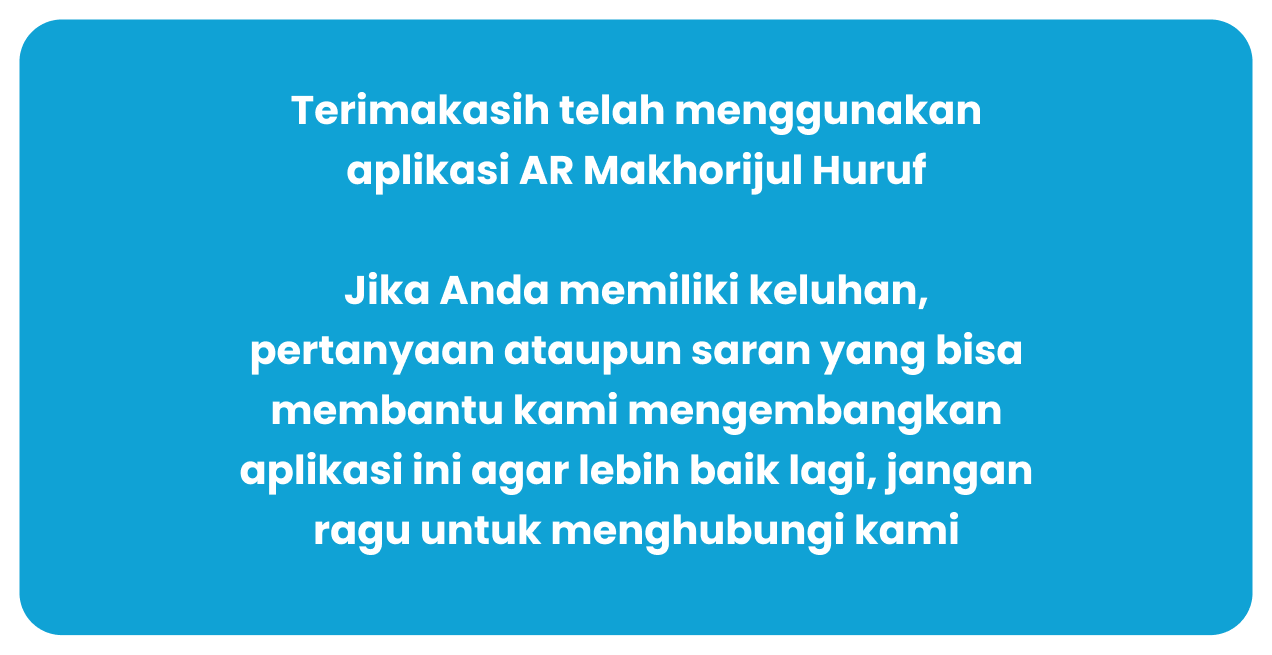 Terimakasih telah menggunakan
aplikasi AR Makhorijul Huruf
Jika Anda memiliki keluhan,
pertanyaan ataupun saran yang bisa
membantu kami mengembangkan
aplikasi ini agar lebih baik lagi, jangan
ragu untuk menghubungi kami